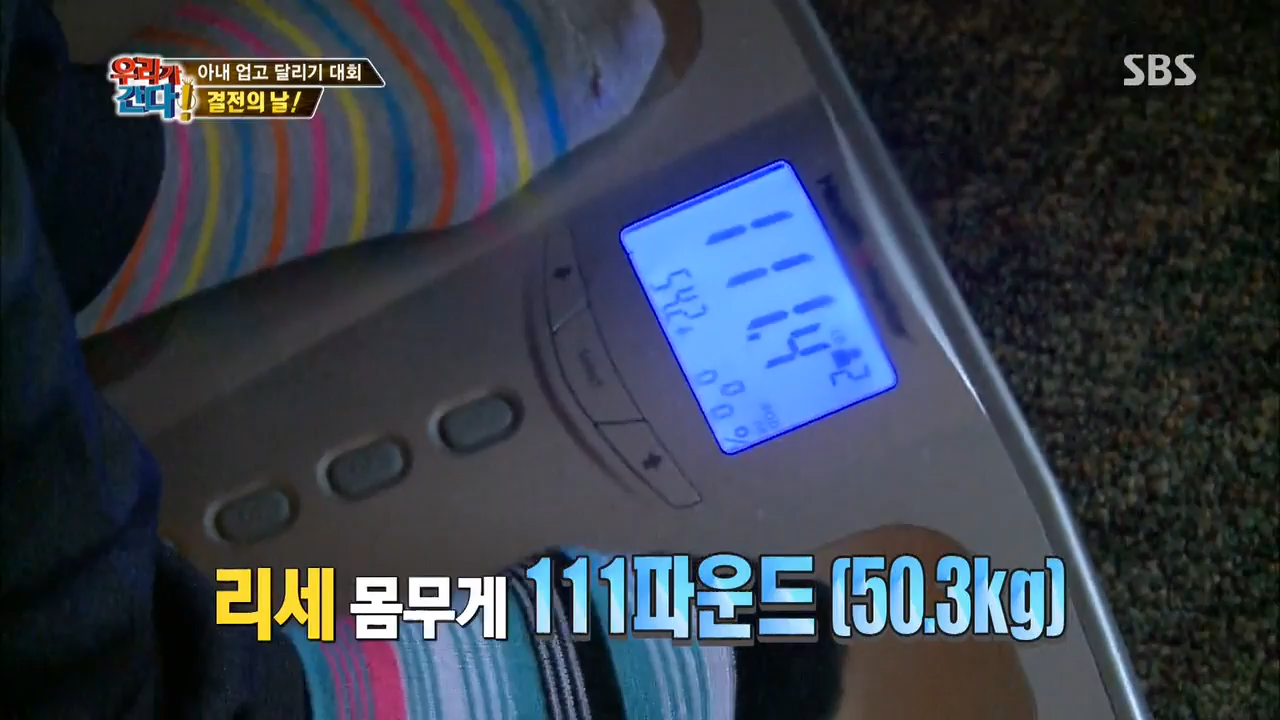 우리가 간다!
아내 업고 달리기 대회
결전의 날!
SBS
111.4
542
리세 몸무게 111파운드 (50.3kg)